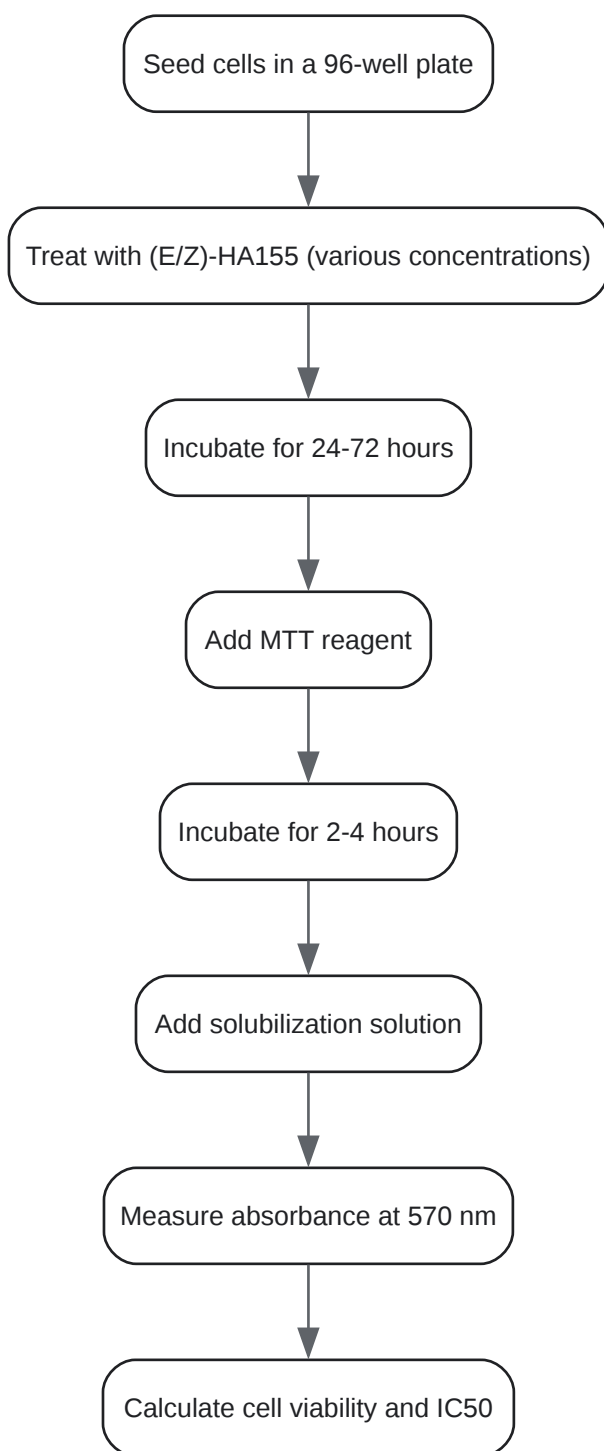 Seed cells in a 96-well plate
Treat with (E/Z)-HA155 (various concentrations)
Incubate for 24-72 hours
Add MTT reagent
Incubate for 2-4 hours
Add solubilization solution
Measure absorbance at 570 nm
Calculate cell viability and IC50